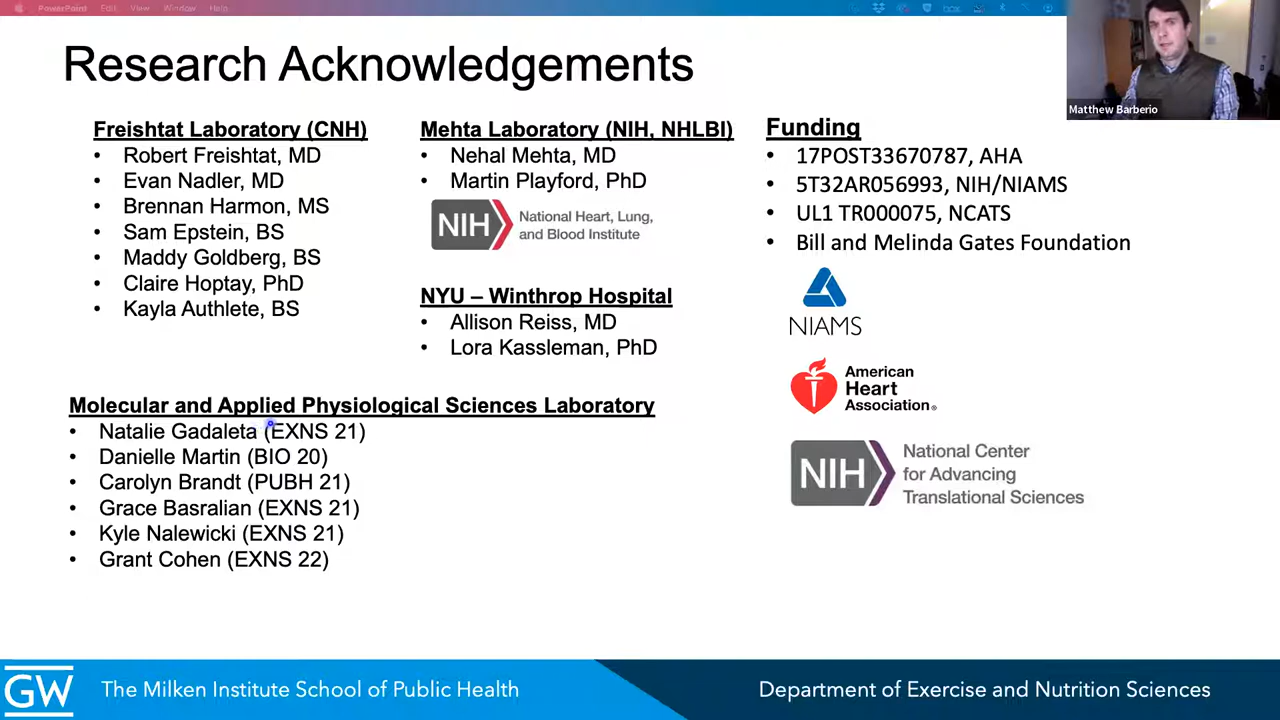 PowerPoint Edit View Window Help
box
Research Acknowledgements
Matthew Barberio
Freishtat Laboratory (CNH)
• Robert Freishtat, MD
• Evan Nadler, MD
• Brennan Harmon, MS
• Sam Epstein, BS
• Maddy Goldberg, BS
• Claire Hoptay, PhD
• Kayla Authlete, BS
Mehta Laboratory (NIH, NHLBI)
• Nehal Mehta, MD
• Martin Playford, PhD
NIH National Heart, Lung,
and Blood Institute
NYU – Winthrop Hospital
• Allison Reiss, MD
• Lora Kassleman, PhD
Funding
• 17POST33670787, AHA
• 5T32AR056993, NIH/NIAMS
• UL1 TR000075, NCATS
• Bill and Melinda Gates Foundation
NIAMS
American
Heart
Association®
NIH National Center
for Advancing
Translational Sciences
Molecular and Applied Physiological Sciences Laboratory
• Natalie Gadaleta (EXNS 21)
• Danielle Martin (BIO 20)
• Carolyn Brandt (PUBH 21)
• Grace Basralian (EXNS 21)
• Kyle Nalewicki (EXNS 21)
• Grant Cohen (EXNS 22)
GW The Milken Institute School of Public Health
Department of Exercise and Nutrition Sciences